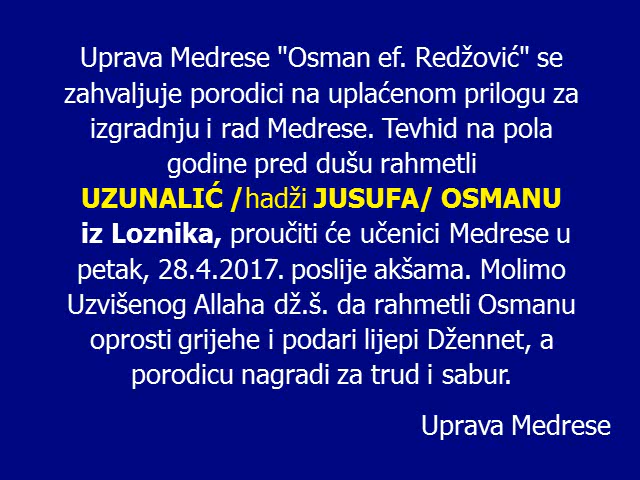 Uprava Medrese "Osman ef. Redžović" se
zahvaljuje porodici na uplaćenom prilogu za
izgradnju i rad Medrese. Tevhid na pola
godine pred dušu rahmetli
UZUNALIĆ /hadži JUSUFA/ OSMANU
iz Loznika, proučiti će učenici Medrese u
petak, 28.4.2017. poslije akšama. Molimo
Uzvišenog Allaha dž.š. da rahmetli Osmanu
oprosti grijehe i podari lijepi Džennet, a
porodicu nagradi za trud i sabur.
Uprava Medrese